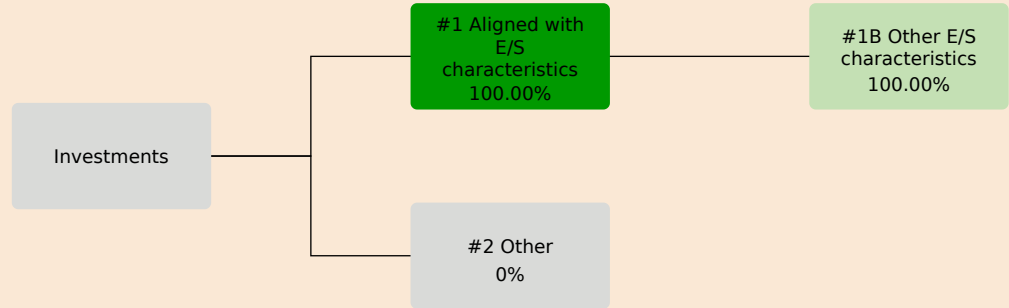 #1 Aligned with
E/S
characteristics
100.00%
#1B Other E/S
characteristics
100.00%
Investments
#2 Other
0%